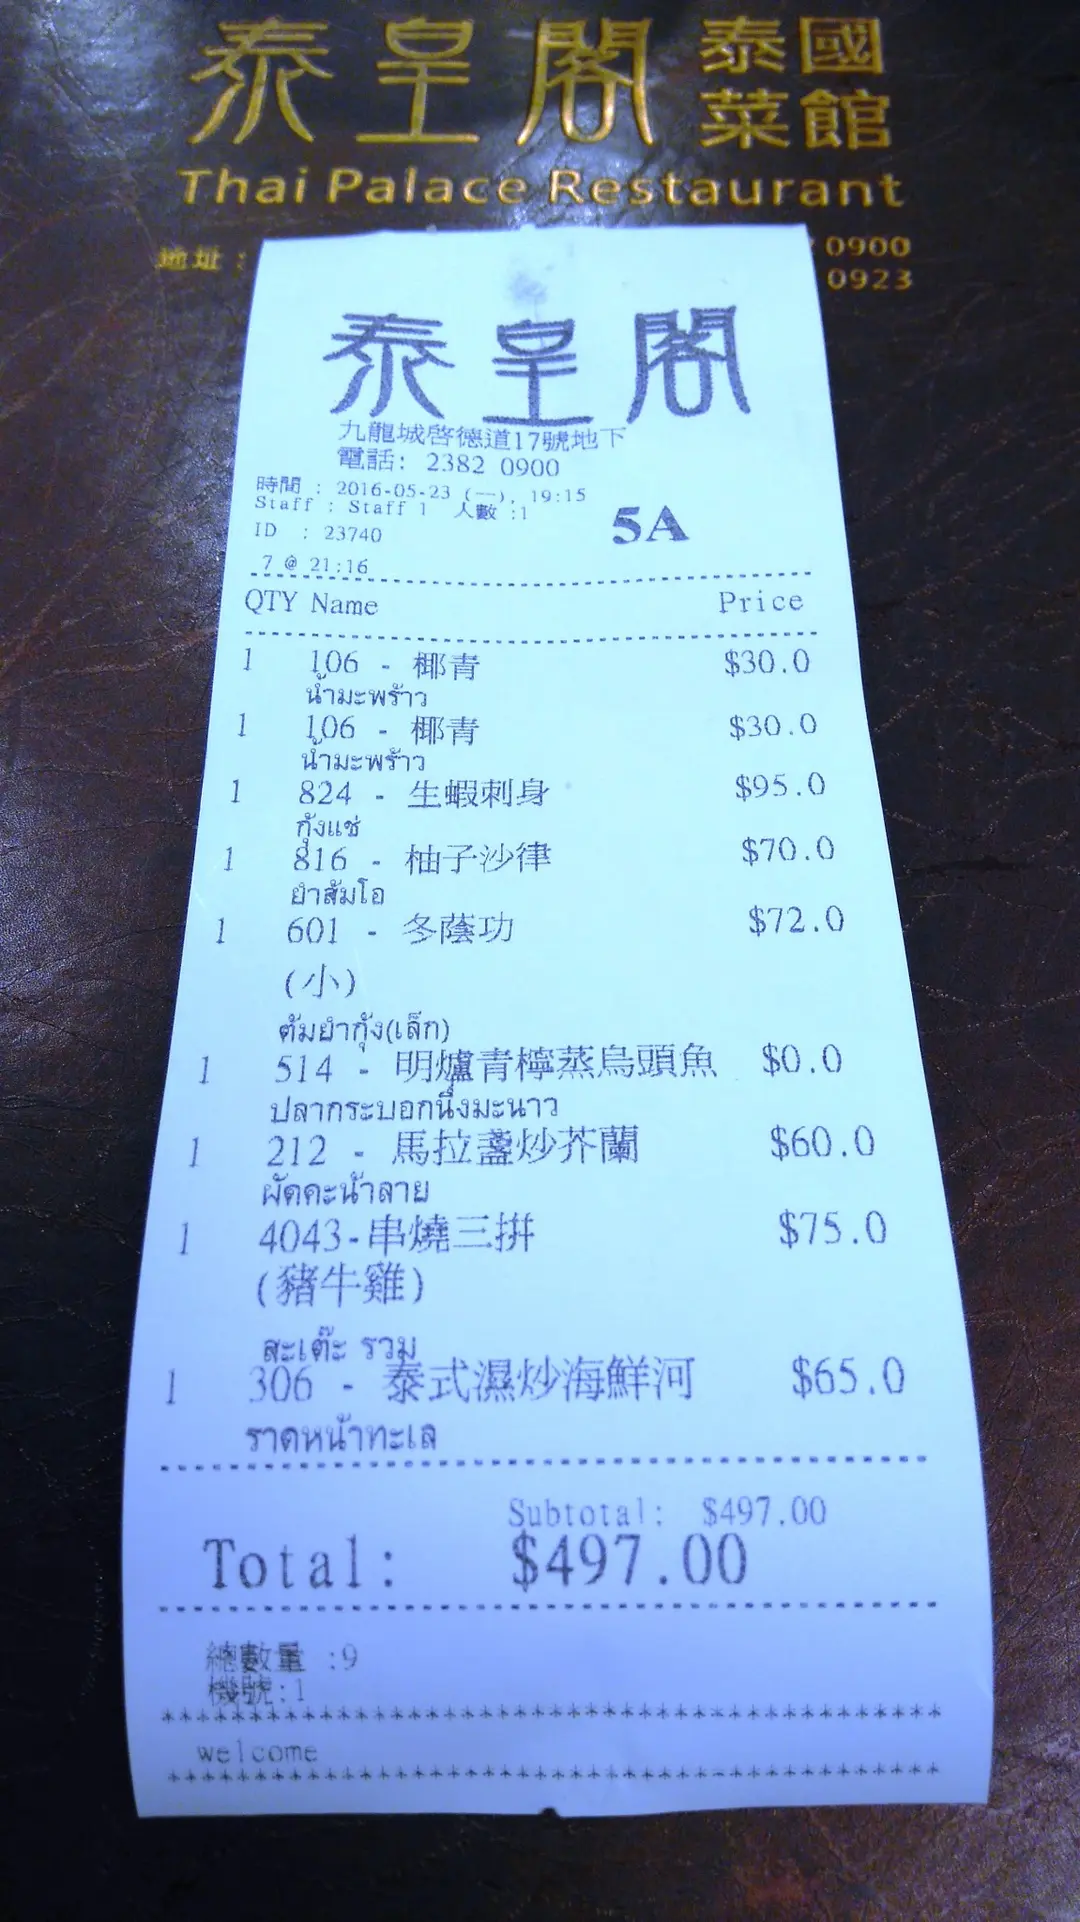 泰皇閣 泰國菜館
Thai Palace Restaurant
地址：
0900
0923
泰皇閣
九龍城啓德道17號地下
電話: 2382 0900
時間 : 2016-05-23 (一), 19:15
Staff : Staff 1 人數 :1
5A
ID : 23740
7 @ 21:16
QTY Name Price
1 106 - 椰青 $30.0
น้ำมะพร้าว
1 106 - 椰青 $30.0
น้ำมะพร้าว
1 824 - 生蝦刺身 $95.0
กุ้งแช่
1 816 - 柚子沙律 $70.0
ยำส้มโอ
1 601 - 冬蔭功 $72.0
(小)
ต้มยำกุ้ง(เล็ก)
1 514 - 明爐青檸蒸烏頭魚 $0.0
ปลากระบอกนึ่งมะนาว
1 212 - 馬拉盞炒芥蘭 $60.0
ผัดคะน้าลาย
1 4043-串燒三拼 $75.0
(豬牛雞)
สะเต๊ะ รวม
1 306 - 泰式濕炒海鮮河 $65.0
ราดหน้าทะเล
Subtotal: $497.00
Total: $497.00
總數量 :9
機號:1
*******************************************
welcome
*******************************************